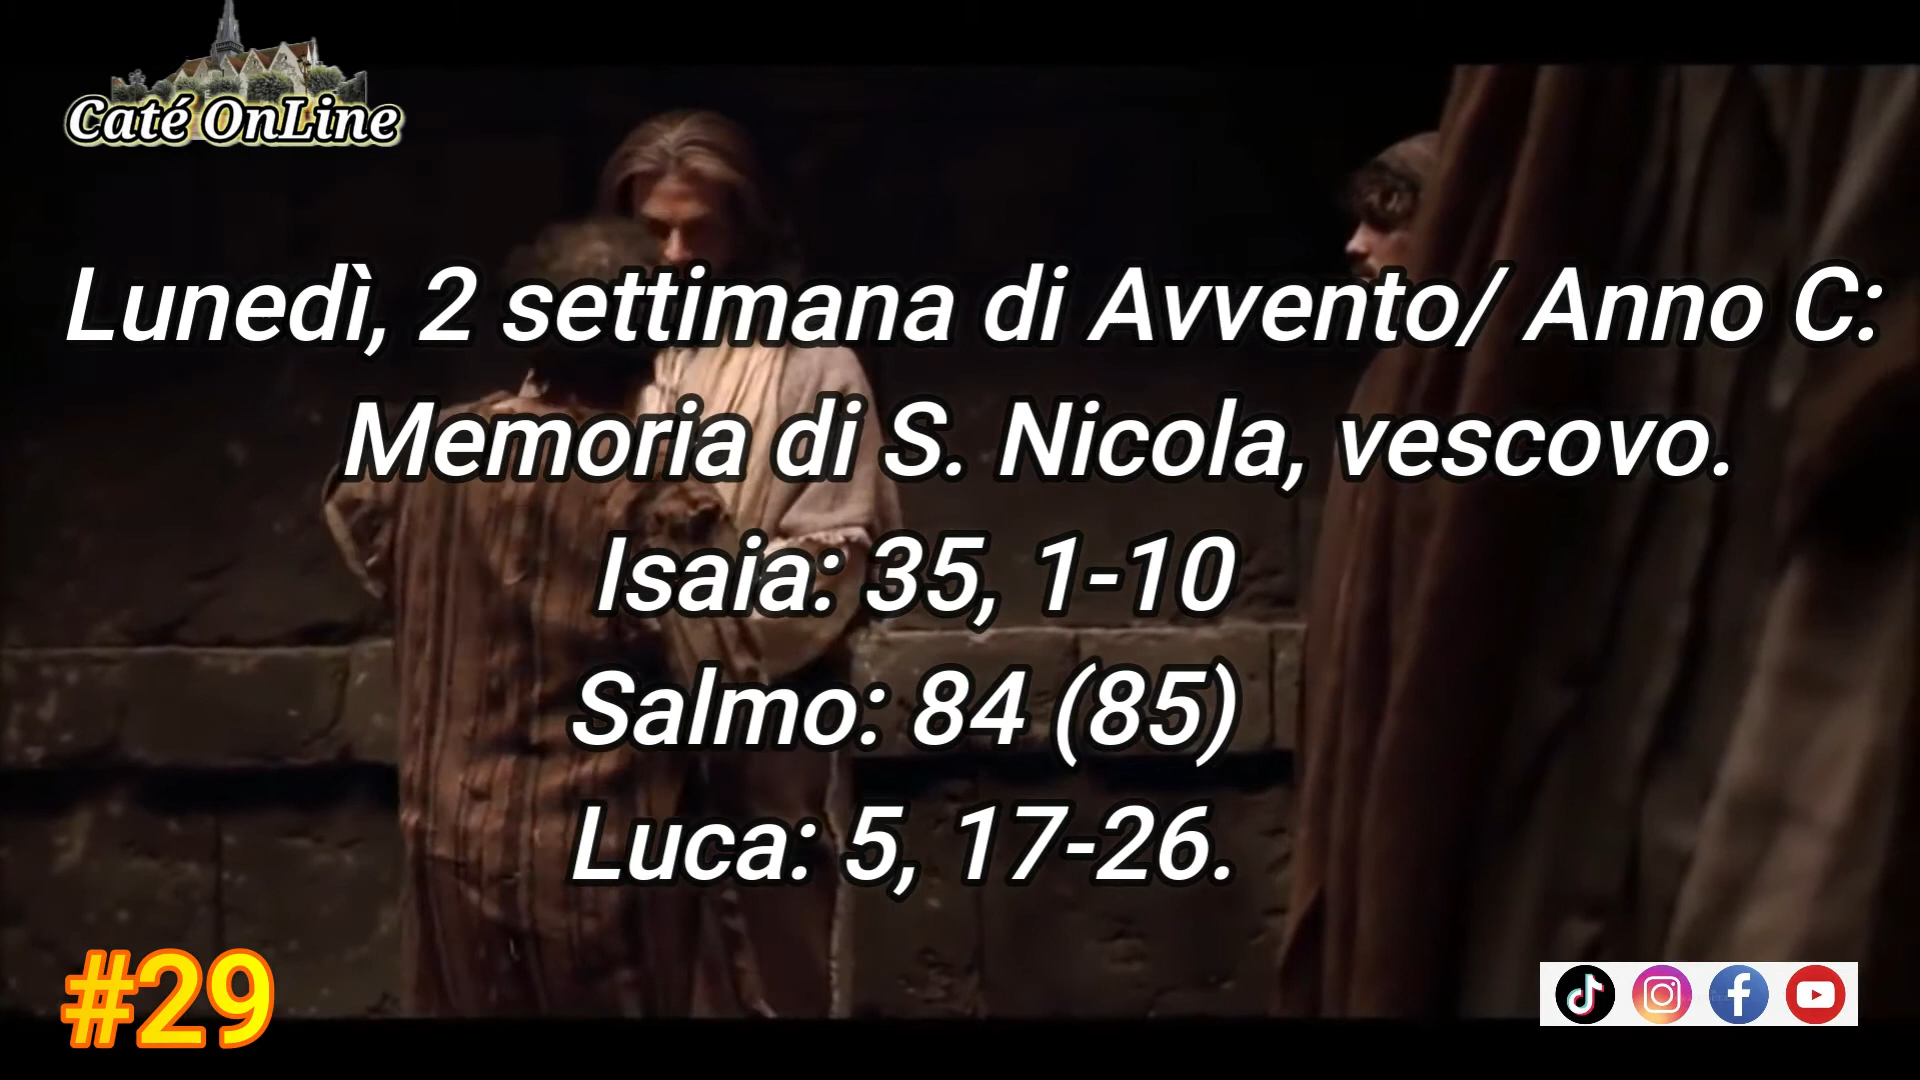 Caté OnLine
Lunedì, 2 settimana di Avvento/ Anno C:
Memoria di S. Nicola, vescovo.
Isaia: 35, 1-10
Salmo: 84 (85)
Luca: 5, 17-26.
#29